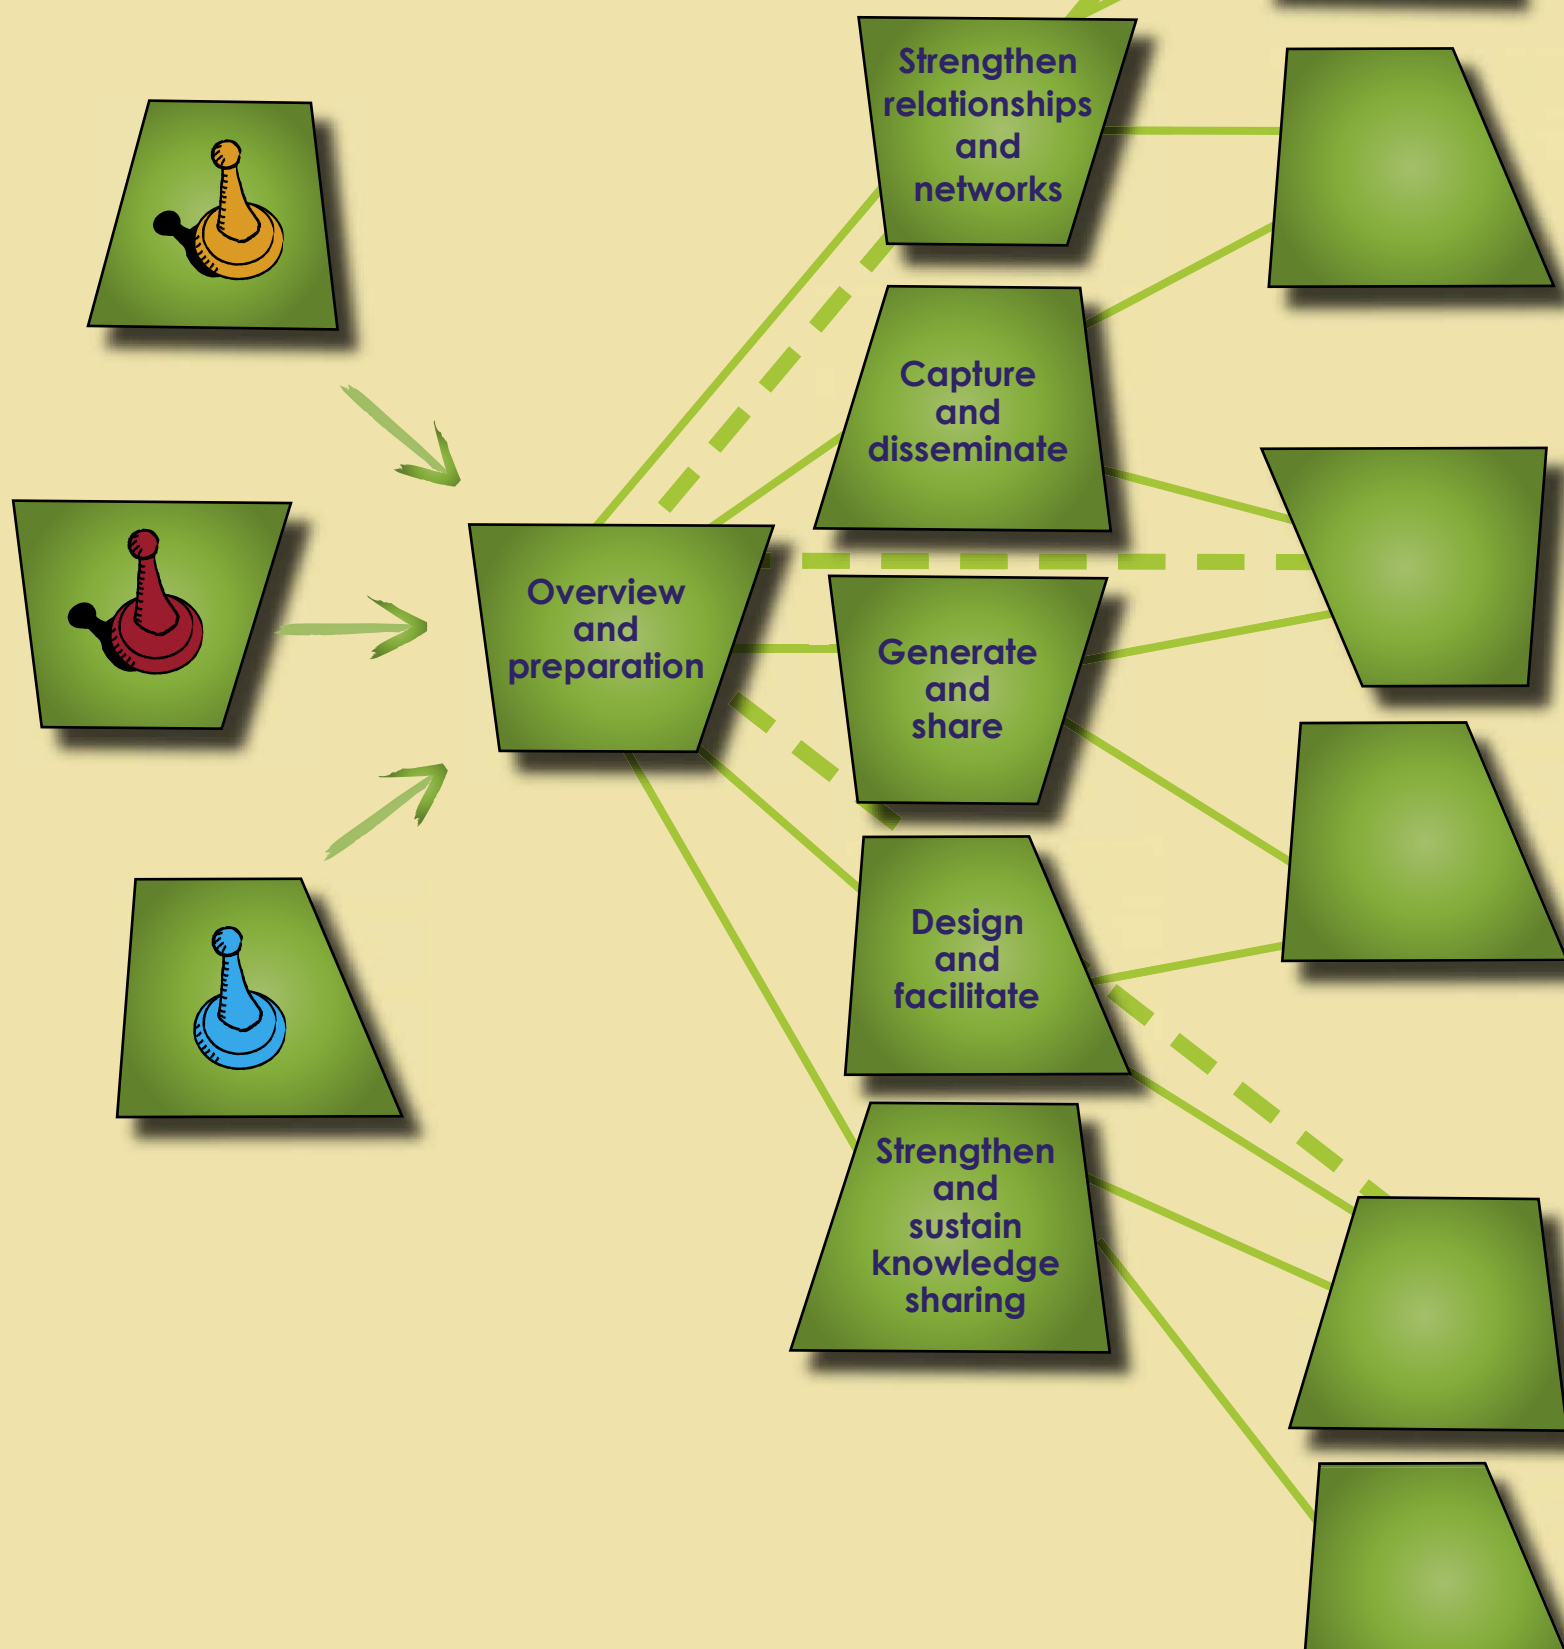 Strengthen
relationships
and
networks
Capture
and
disseminate
Overview
and
preparation
Generate
and
share
Design
and
facilitate
Strengthen
and
sustain
knowledge
sharing